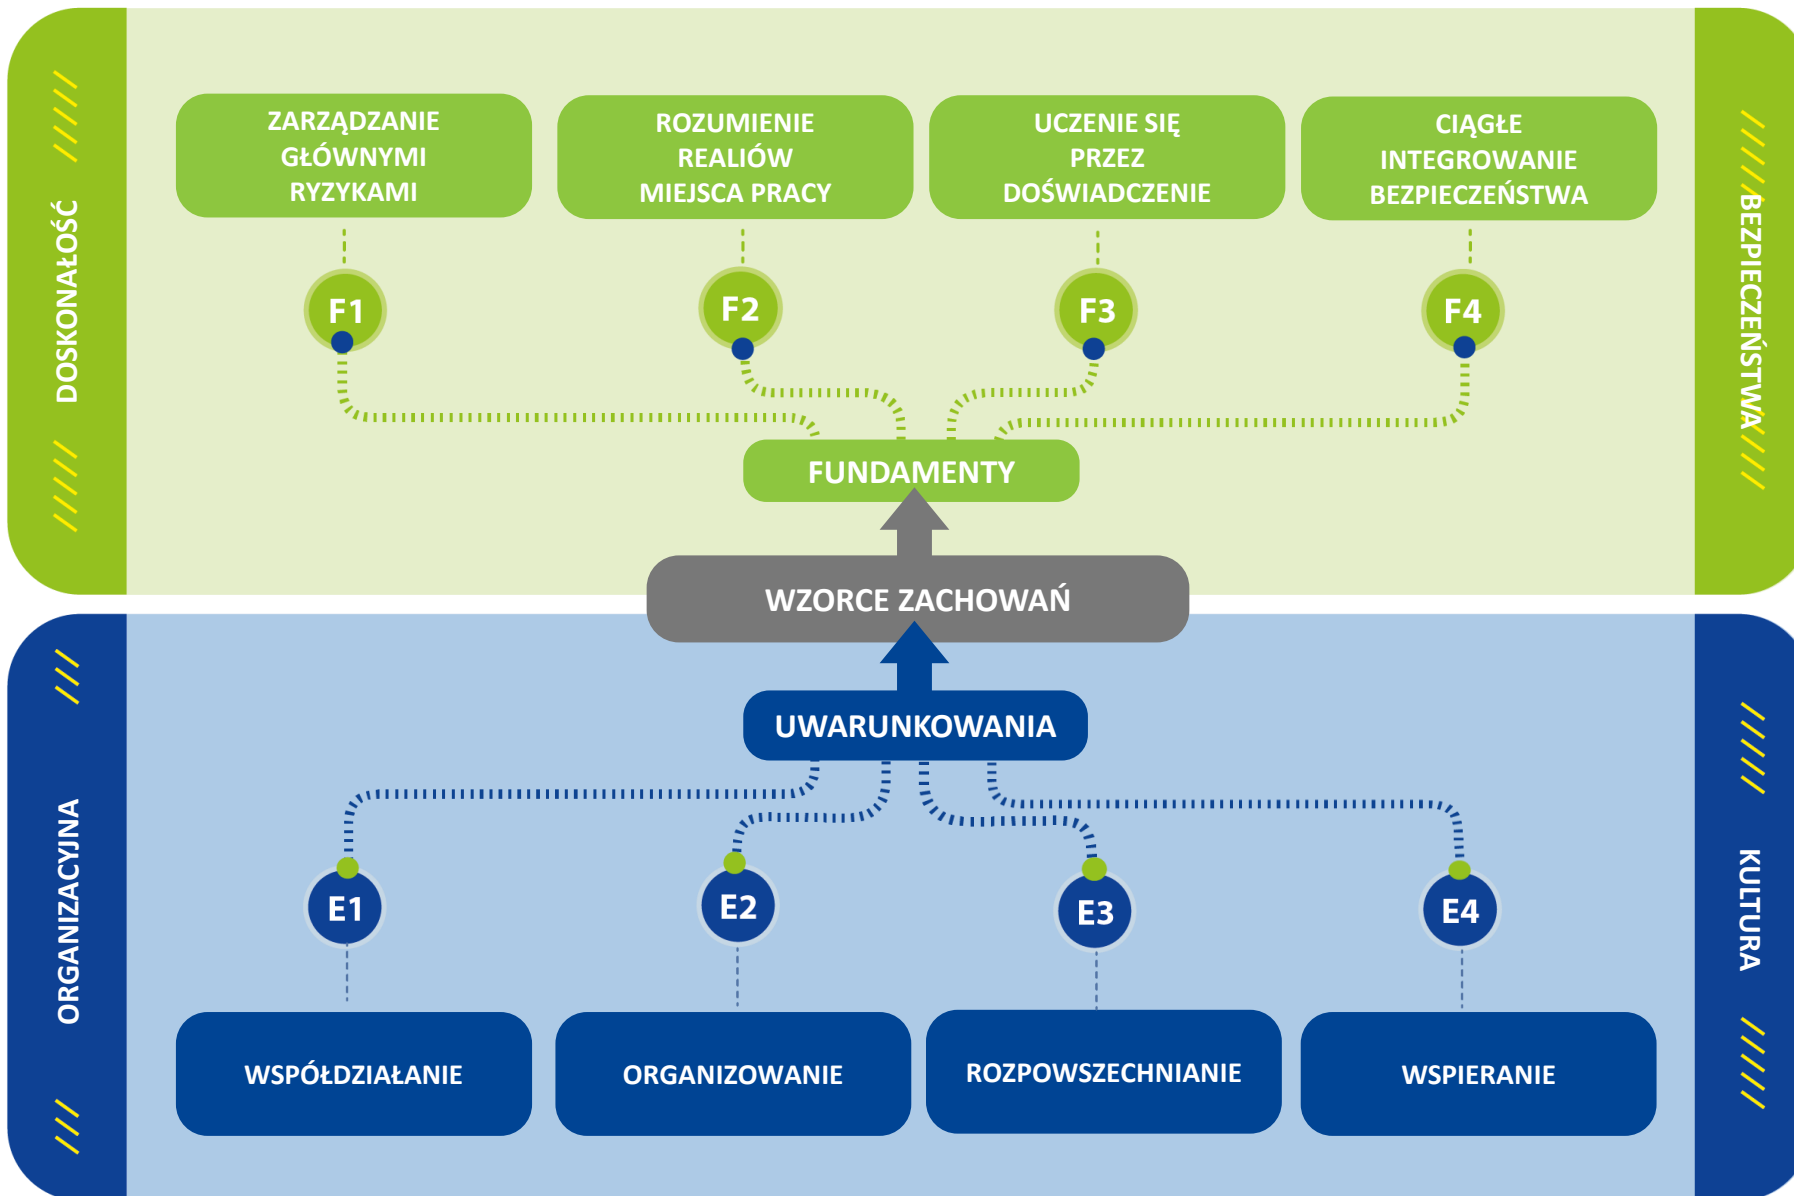 DOSKONAŁOŚĆ
BEZPIECZEŃSTWA
ZARZĄDZANIE
GŁÓWNYMI
RYZYKAMI
ROZUMIENIE
REALIÓW
MIEJSCA PRACY
UCZENIE SIĘ
PRZEZ
DOŚWIADCZENIE
CIĄGŁE
INTEGROWANIE
BEZPIECZEŃSTWA
F1
F2
F3
F4
FUNDAMENTY
WZORCE ZACHOWAŃ
UWARUNKOWANIA
ORGANIZACYJNA
KULTURA
E1
E2
E3
E4
WSPÓŁDZIAŁANIE
ORGANIZOWANIE
ROZPOWSZECHNIANIE
WSPIERANIE